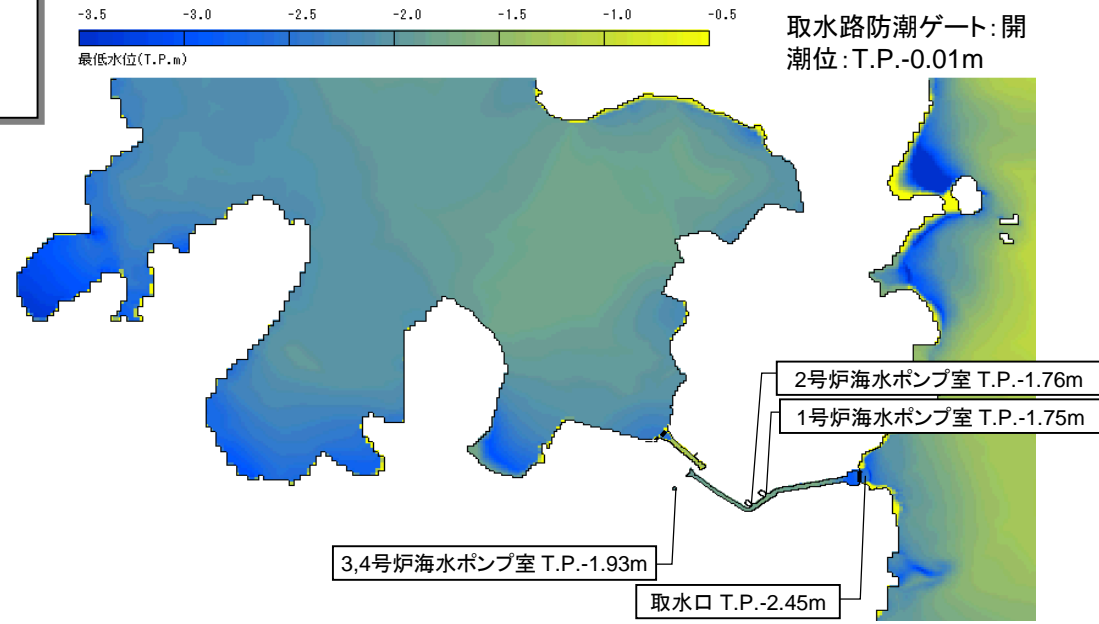 -3.5 -3.0 -2.5 -2.0 -1.5 -1.0 -0.5
最低水位(T.P.m)
取水路防潮ゲート：開
潮位：T.P.-0.01m
2号炉海水ポンプ室 T.P.-1.76m
1号炉海水ポンプ室 T.P.-1.75m
3,4号炉海水ポンプ室 T.P.-1.93m
取水口 T.P.-2.45m